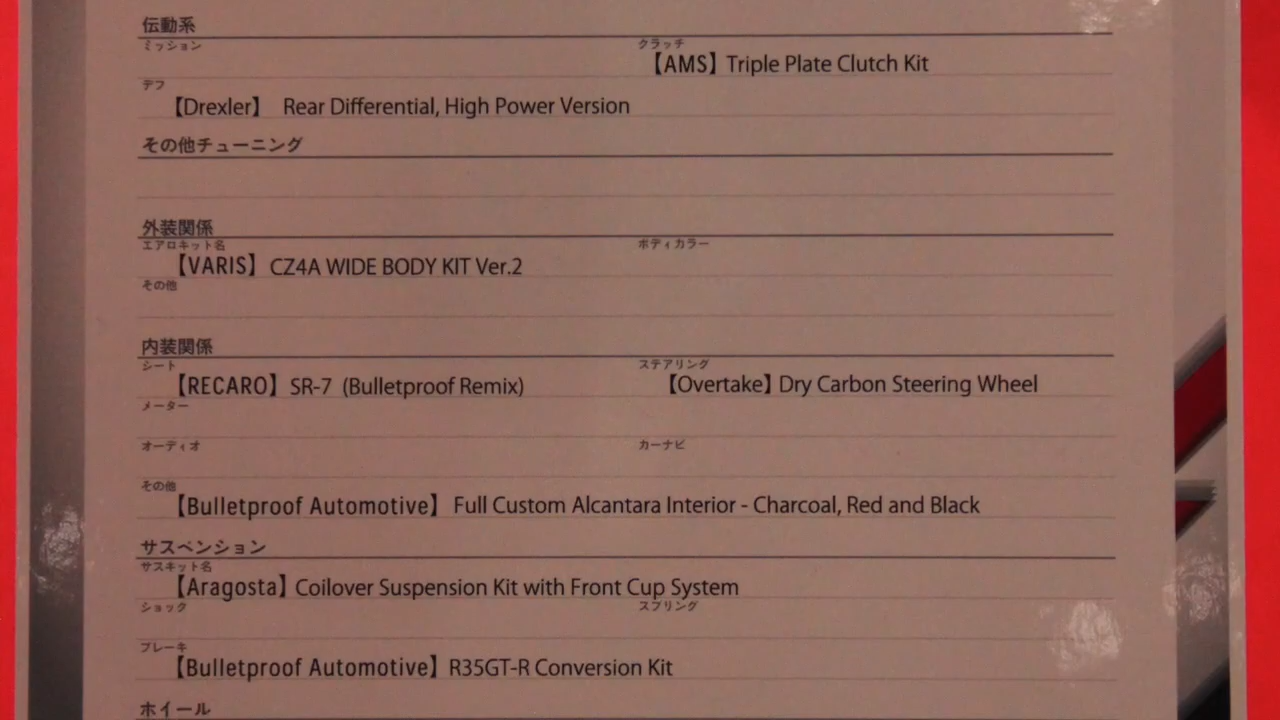 伝動系
ミッション クラッチ
【AMS】 Triple Plate Clutch Kit
デフ
【Drexler】 Rear Differential, High Power Version
その他チューニング
外装関係
エアロキット名 ボディカラー
【VARIS】 CZ4A WIDE BODY KIT Ver.2
その他
内装関係
シート ステアリング
【RECARO】 SR-7 (Bulletproof Remix) 【Overtake】 Dry Carbon Steering Wheel
メーター
オーディオ カーナビ
その他
【Bulletproof Automotive】 Full Custom Alcantara Interior - Charcoal, Red and Black
サスペンション
サスキット名
【Aragosta】 Coilover Suspension Kit with Front Cup System
ショック スプリング
ブレーキ
【Bulletproof Automotive】 R35GT-R Conversion Kit
ホイール